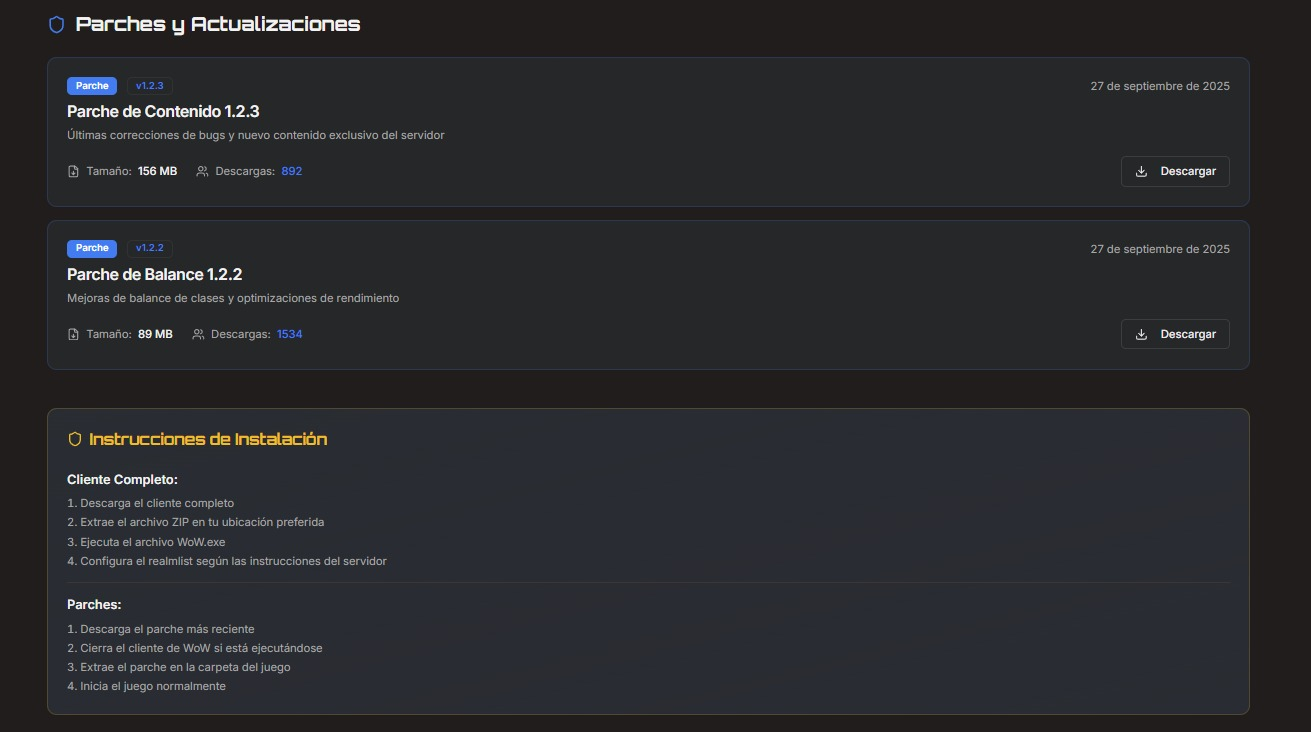 Parches y Actualizaciones
Parche v1.2.3 27 de septiembre de 2025
Parche de Contenido 1.2.3
Últimas correcciones de bugs y nuevo contenido exclusivo del servidor
Tamaño: 156 MB Descargas: 892 Descargar
Parche v1.2.2 27 de septiembre de 2025
Parche de Balance 1.2.2
Mejoras de balance de clases y optimizaciones de rendimiento
Tamaño: 89 MB Descargas: 1534 Descargar
Instrucciones de Instalación
Cliente Completo:
1. Descarga el cliente completo
2. Extrae el archivo ZIP en tu ubicación preferida
3. Ejecuta el archivo WoW.exe
4. Configura el realmlist según las instrucciones del servidor
Parches:
1. Descarga el parche más reciente
2. Cierra el cliente de WoW si está ejecutándose
3. Extrae el parche en la carpeta del juego
4. Inicia el juego normalmente